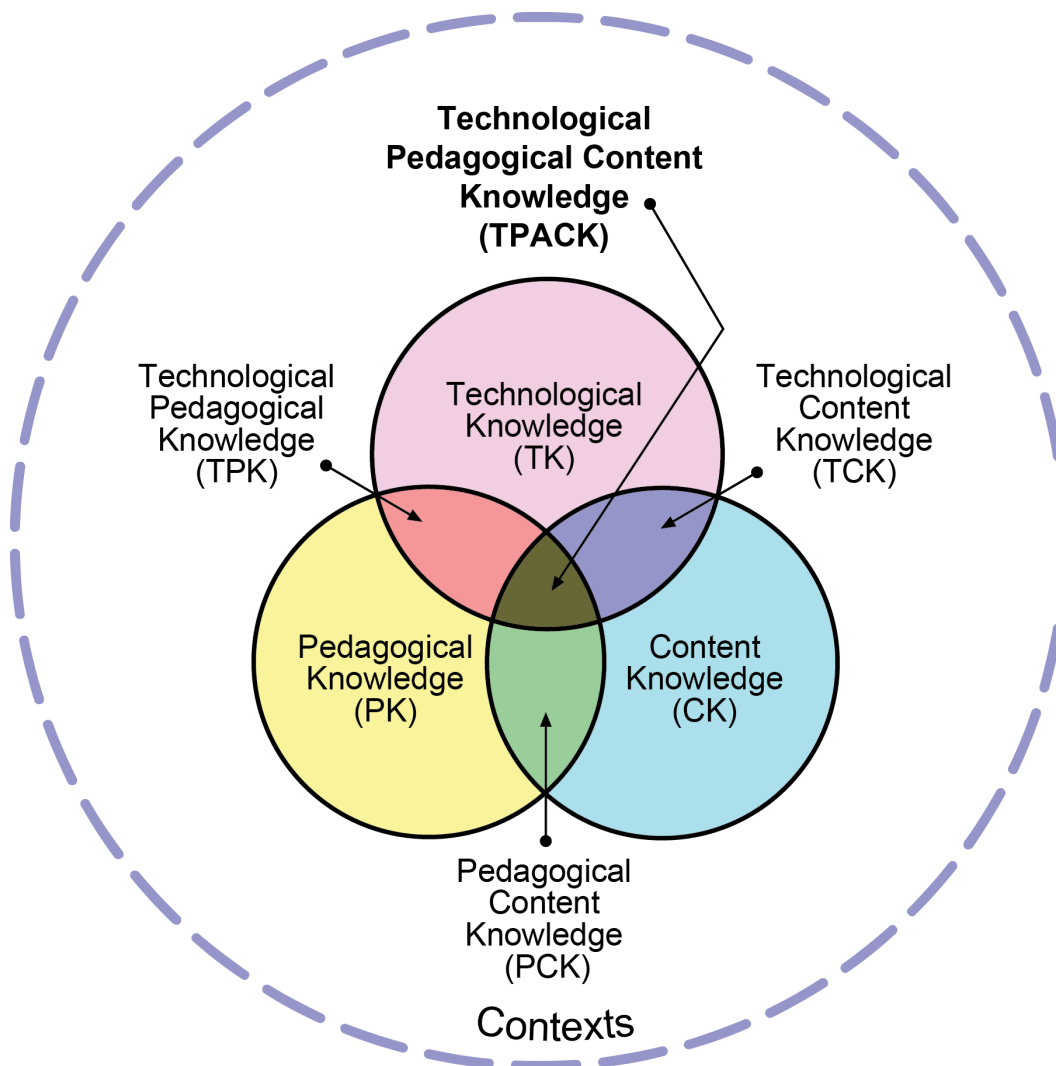 Technological
Pedagogical Content
Knowledge
(TPACK)
Technological
Pedagogical
Knowledge
(TPK)
Technological
Knowledge
(TK)
Technological
Content
Knowledge
(TCK)
Pedagogical
Knowledge
(PK)
Content
Knowledge
(CK)
Pedagogical
Content
Knowledge
(PCK)
Contexts